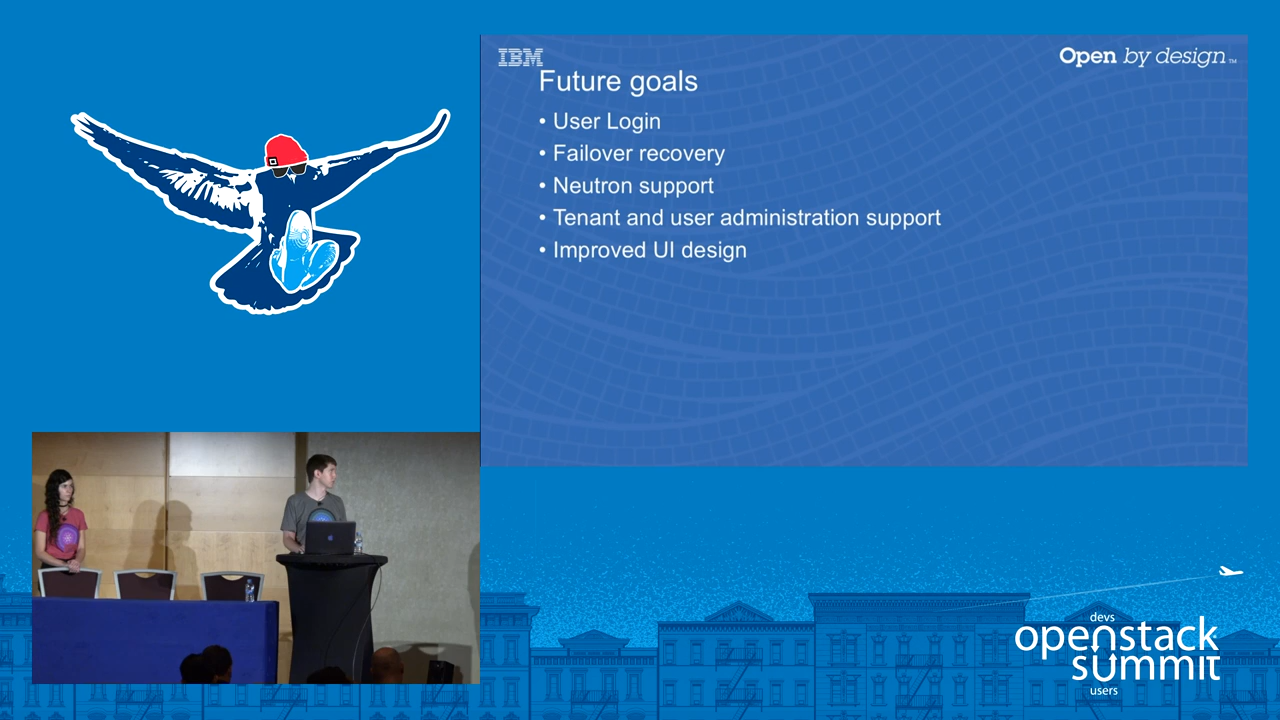 IBM
Open by design™
Future goals
• User Login
• Failover recovery
• Neutron support
• Tenant and user administration support
• Improved UI design
devs
openstack
summit
users